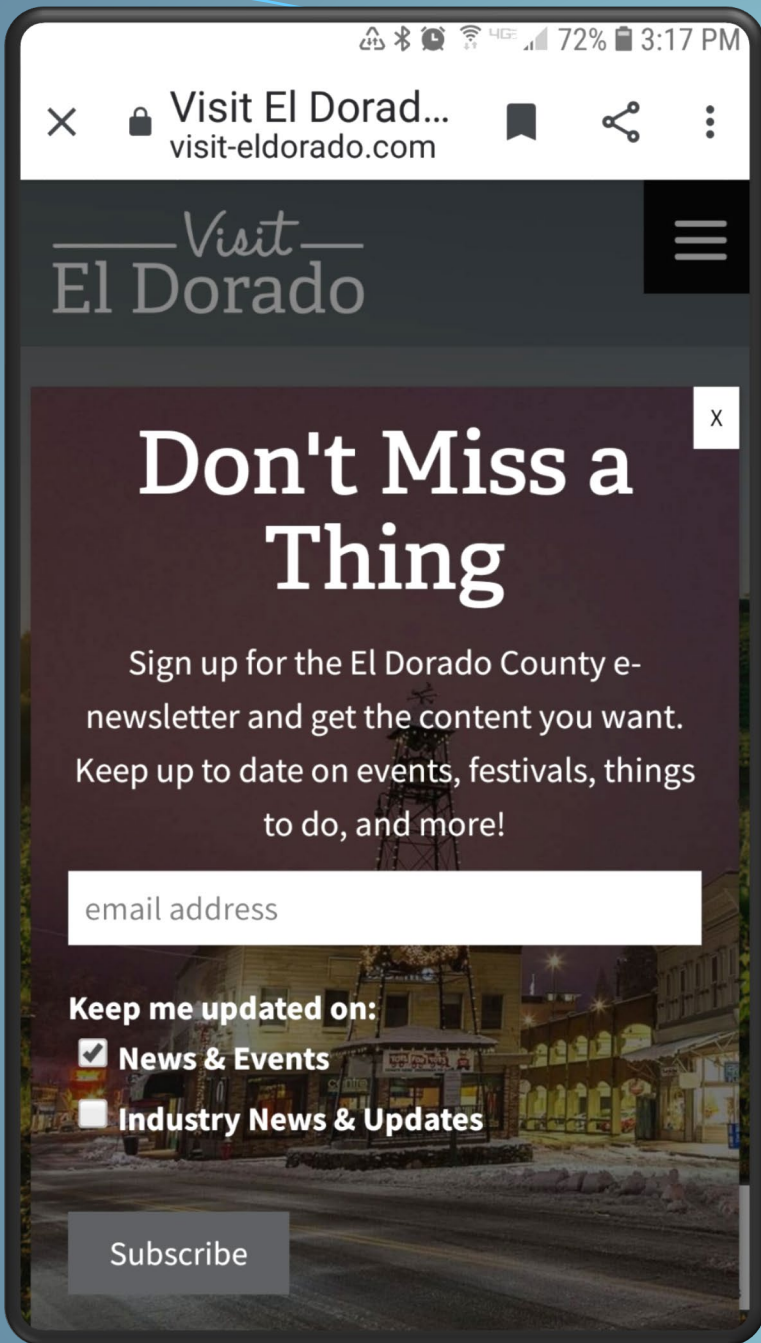 4GE 72% 3:17 PM
Visit El Dorad...
visit-eldorado.com
Visit
El Dorado
X
Don't Miss a
Thing
Sign up for the El Dorado County e-
newsletter and get the content you want.
Keep up to date on events, festivals, things
to do, and more!
email address
Keep me updated on:
News & Events
Industry News & Updates
Subscribe